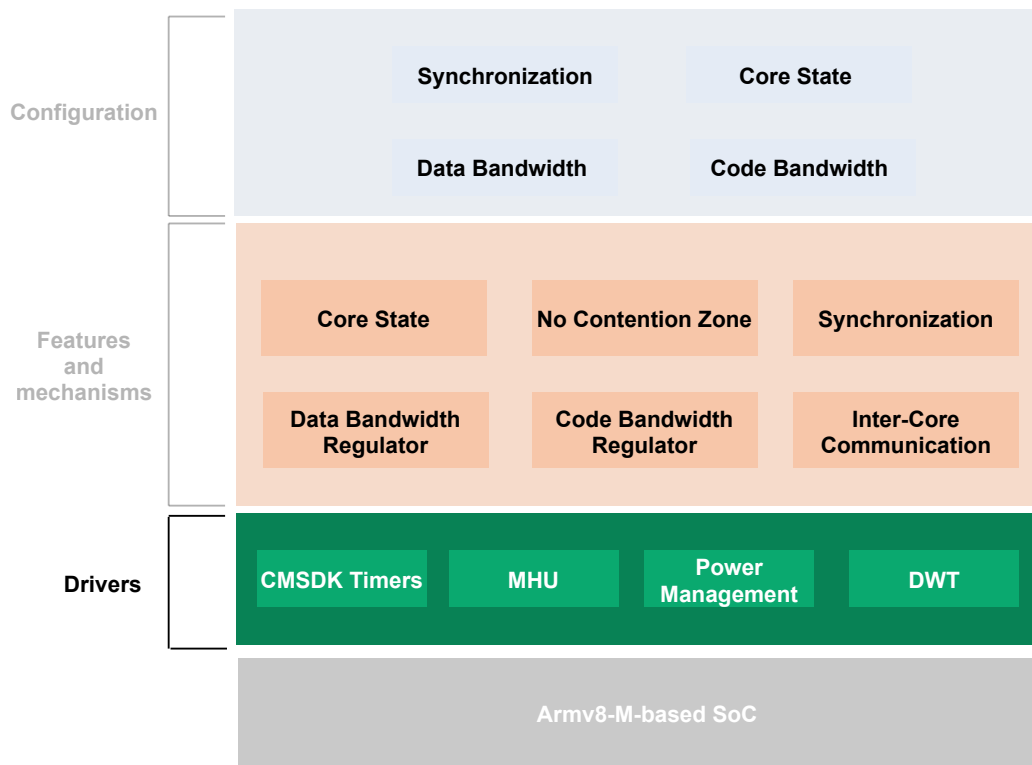 Configuration
Synchronization
Core State
Data Bandwidth
Code Bandwidth
Features
and
mechanisms
Core State
No Contention Zone
Synchronization
Data Bandwidth
Regulator
Code Bandwidth
Regulator
Inter-Core
Communication
Drivers
CMSDK Timers
MHU
Power
Management
DWT
Armv8-M-based SoC